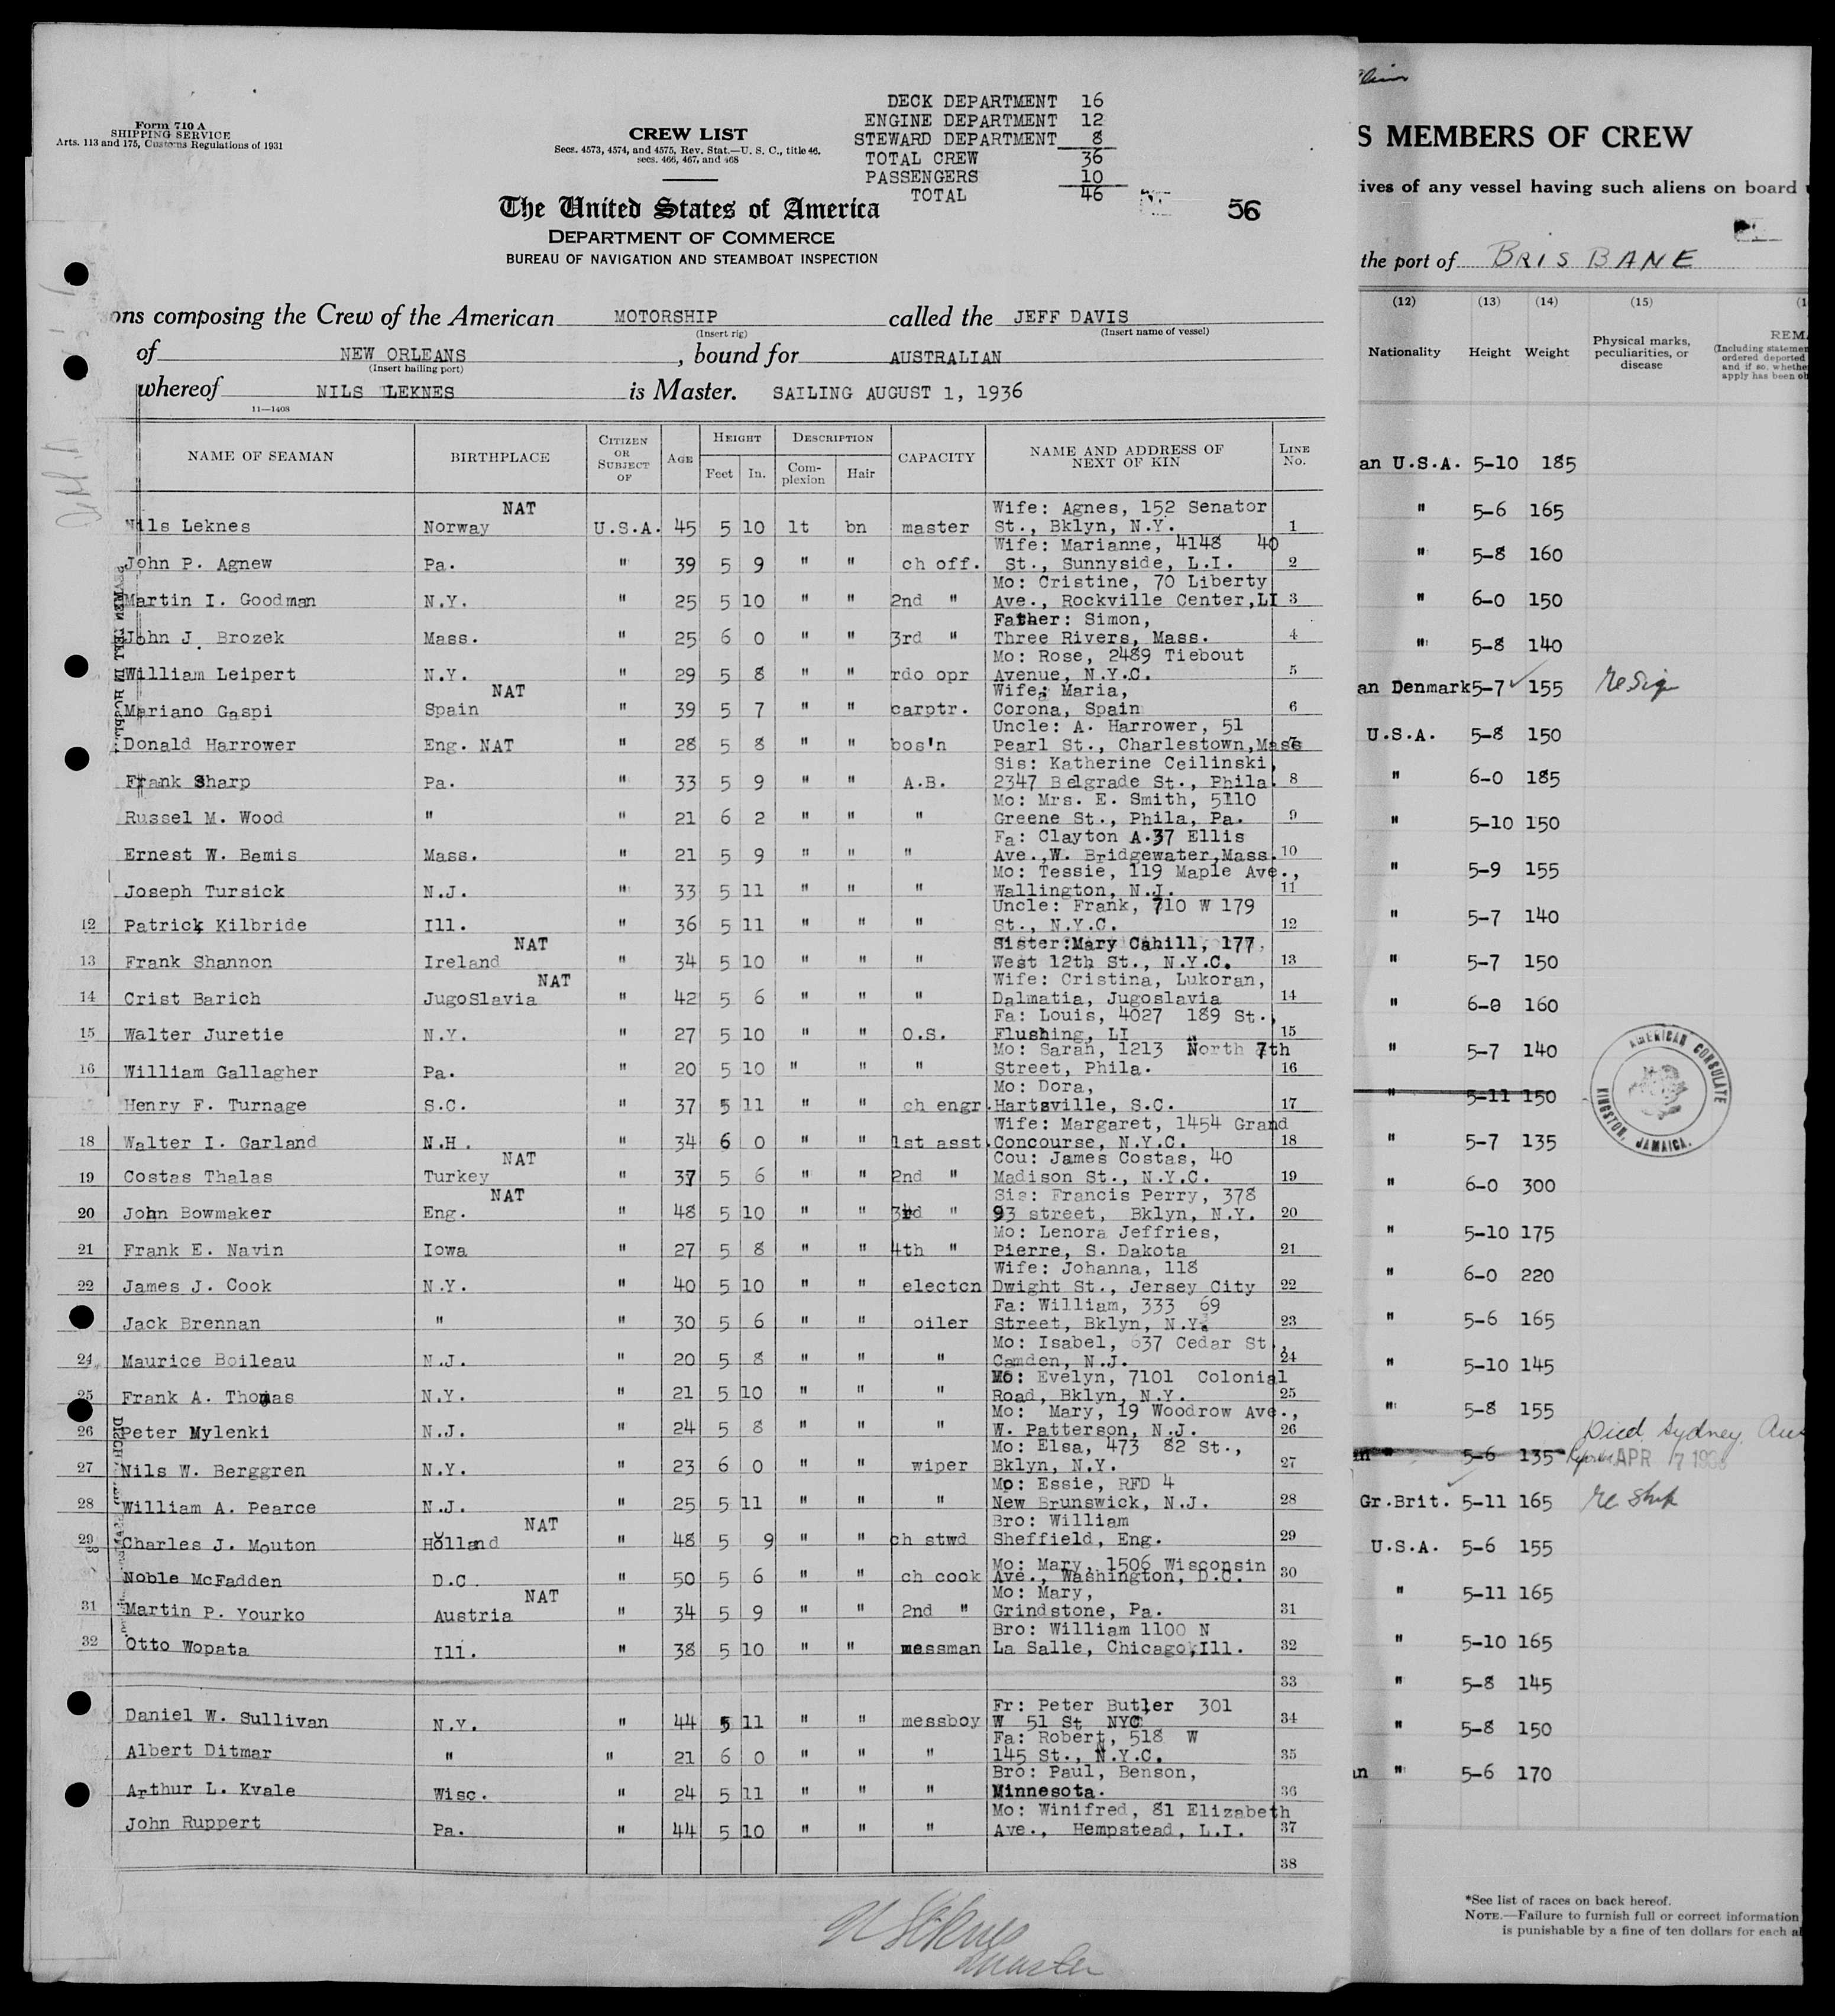 Form 710 A
SHIPPING SERVICE
Arts. 113 and 175, Customs Regulations of 1931
CREW LIST
Secs. 4573, 4574, and 4575, Rev. Stat.—U. S. C., title 46.
secs. 466, 467, and 468
DECK DEPARTMENT 16
ENGINE DEPARTMENT 12
STEWARD DEPARTMENT 8
TOTAL CREW 36
PASSENGERS 10
TOTAL 46
56
The United States of America
DEPARTMENT OF COMMERCE
BUREAU OF NAVIGATION AND STEAMBOAT INSPECTION
ons composing the Crew of the American MOTORSHIP called the JEFF DAVIS
(Insert rig) (Insert name of vessel)
of NEW ORLEANS, bound for AUSTRALIAN
(Insert hailing port)
whereof NILS LEKNES is Master. SAILING AUGUST 1, 1936
11—1408
NAME OF SEAMAN BIRTHPLACE CITIZEN OR SUBJECT OF AGE HEIGHT Feet In. DESCRIPTION Complexion Hair CAPACITY NAME AND ADDRESS OF NEXT OF KIN LINE No.
NAT Wife: Agnes, 152 Senator
Nils Leknes Norway U.S.A. 45 5 10 lt bn master St., Bklyn, N.Y. 1
Wife: Marianne, 4148 40
John P. Agnew Pa. " 39 5 9 " " ch off. St., Sunnyside, L.I. 2
Mo: Cristine, 70 Liberty
Martin I. Goodman N.Y. " 25 5 10 " " 2nd " Ave., Rockville Center,LI 3
Father: Simon,
John J. Brozek Mass. " 25 6 0 " " 3rd " Three Rivers, Mass. 4
Mo: Rose, 2489 Tiebout
William Leipert N.Y. " 29 5 8 " " rdo opr Avenue, N.Y.C. 5
NAT Wife: Maria,
Mariano Gaspi Spain " 39 5 7 " " carptr. Corona, Spain 6
Uncle: A. Harrower, 51
Donald Harrower Eng. NAT " 28 5 8 " " bos'n Pearl St., Charlestown,Mass 7
Sis: Katherine Ceilinski,
Frank Sharp Pa. " 33 5 9 " " A.B. 2347 Belgrade St., Phila. 8
Mo: Mrs. E. Smith, 5110
Russel M. Wood " " 21 6 2 " " " Greene St., Phila, Pa. 9
Fa: Clayton A.37 Ellis
Ernest W. Bemis Mass. " 21 5 9 " " " Ave.,W. Bridgewater,Mass. 10
Mo: Tessie, 119 Maple Ave.,
Joseph Tursick N.J. " 33 5 11 " " " Wallington, N.J. 11
Uncle: Frank, 710 W 179
12 Patrick Kilbride Ill. " 36 5 11 " " " St., N.Y.C. 12
NAT Sister:Mary Cahill, 177,
13 Frank Shannon Ireland " 34 5 10 " " " West 12th St., N.Y.C. 13
NAT Wife: Cristina, Lukoran,
14 Crist Barich JugoSlavia " 42 5 6 " " " Dalmatia, Jugoslavia 14
Fa: Louis, 4027 189 St.,
15 Walter Juretie N.Y. " 27 5 10 " " O.S. Flushing, LI 15
Mo: Sarah, 1213 North 7th
16 William Gallagher Pa. " 20 5 10 " " " Street, Phila. 16
Mo: Dora,
Henry F. Turnage S.C. " 37 5 11 " " ch engr. Hartsville, S.C. 17
Wife: Margaret, 1454 Grand
18 Walter I. Garland N.H. " 34 6 0 " " 1st asst. Concourse, N.Y.C. 18
NAT Cou: James Costas, 40
19 Costas Thalas Turkey " 37 5 6 " " 2nd " Madison St., N.Y.C. 19
NAT Sis: Francis Perry, 378
20 John Bowmaker Eng. " 48 5 10 " " 3rd " 93 street, Bklyn, N.Y. 20
Mo: Lenora Jeffries,
21 Frank E. Navin Iowa " 27 5 8 " " 4th " Pierre, S. Dakota 21
Wife: Johanna, 118
22 James J. Cook N.Y. " 40 5 10 " " electcn Dwight St., Jersey City 22
Fa: William, 333 69
Jack Brennan " " 30 5 6 " " oiler Street, Bklyn, N.Y. 23
Mo: Isabel, 637 Cedar St.,
24 Maurice Boileau N.J. " 20 5 8 " " " Camden, N.J. 24
Mo: Evelyn, 7101 Colonial
25 Frank A. Thomas N.Y. " 21 5 10 " " " Road, Bklyn, N.Y. 25
Mo: Mary, 19 Woodrow Ave.,
26 Peter Mylenki N.J. " 24 5 8 " " " W. Patterson, N.J. 26
Mo: Elsa, 473 82 St.,
27 Nils W. Berggren N.Y. " 23 6 0 " " wiper Bklyn, N.Y. 27
Mo: Essie, RFD 4
28 William A. Pearce N.J. " 25 5 11 " " " New Brunswick, N.J. 28
NAT Bro: William
29 Charles J. Mouton Holland " 48 5 9 " " ch stwd Sheffield, Eng. 29
Mo: Mary, 1506 Wisconsin
Noble McFadden D.C. " 50 5 6 " " ch cook Ave., Washington, D.C. 30
NAT Mo: Mary,
31 Martin P. Yourko Austria " 34 5 9 " " 2nd " Grindstone, Pa. 31
Bro: William 1100 N
32 Otto Wopata Ill. " 38 5 10 " " messman La Salle, Chicago,Ill. 32
33
Fr: Peter Butler 301
Daniel W. Sullivan N.Y. " 44 5 11 " " messboy W 51 St NYC 34
Fa: Robert, 518 W
Albert Ditmar " " 21 6 0 " " " 145 St., N.Y.C. 35
Bro: Paul, Benson,
Arthur L. Kvale Wisc. " 24 5 11 " " " Minnesota. 36
Mo: Winifred, 81 Elizabeth
John Ruppert Pa. " 44 5 10 " " " Ave., Hempstead, L.I. 37
38
Master
S MEMBERS OF CREW
ives of any vessel having such aliens on board
the port of BRISBANE
(12) (13) (14) (15)
Nationality Height Weight Physical marks, peculiarities, or disease
(Including statemen
ordered deported
and if so, whethe
apply has been ob
an U.S.A. 5-10 185
" 5-6 165
" 5-8 160
" 6-0 150
" 5-8 140
an Denmark 5-7 155 resign
U.S.A. 5-8 150
" 6-0 185
" 5-10 150
" 5-9 155
" 5-7 140
" 5-7 150
" 6-0 160
" 5-7 140
" 5-11 150
" 5-7 135
" 6-0 300
" 5-10 175
" 6-0 220
" 5-6 165
" 5-10 145
" 5-8 155
Died Sydney, Aus
" 5-6 135 APR 17
Gr.Brit. 5-11 165 re ship
U.S.A. 5-6 155
" 5-11 165
" 5-10 165
" 5-8 145
" 5-8 150
" 5-6 170
AMERICAN CONSULATE
KINGSTON, JAMAICA.
*See list of races on back hereof.
NOTE.—Failure to furnish full or correct information
is punishable by a fine of ten dollars for each al